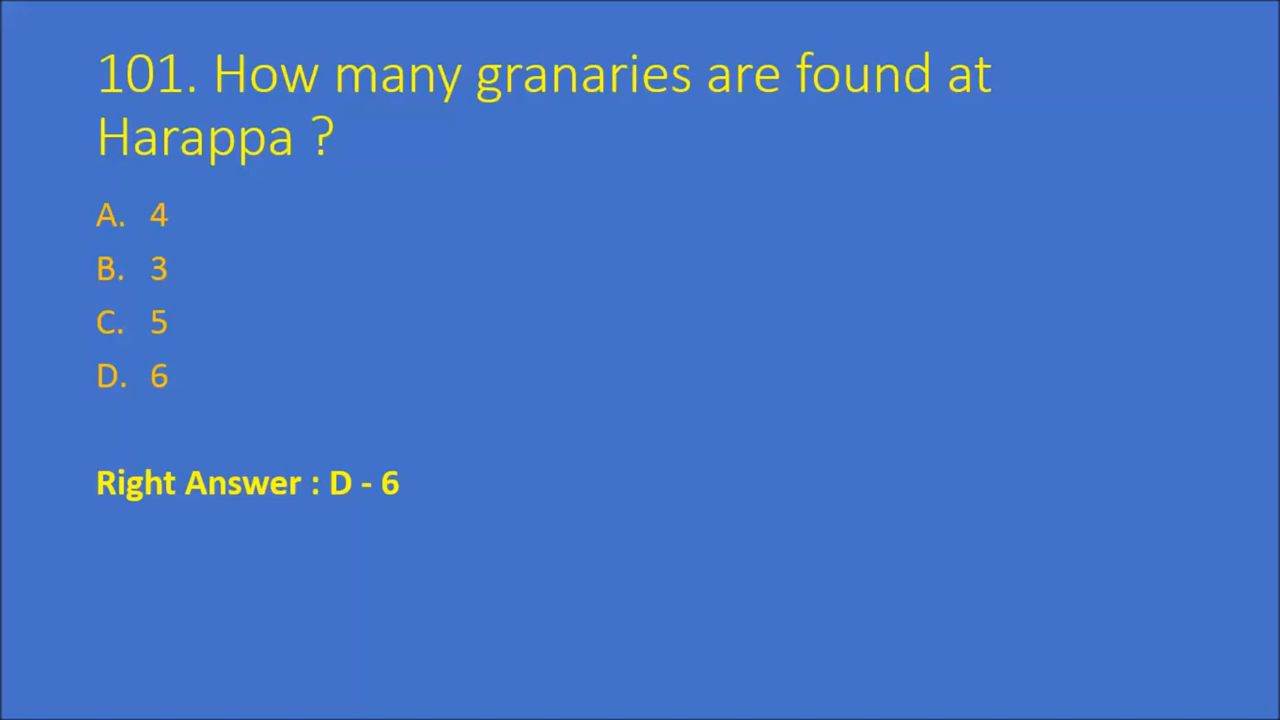 101. How many granaries are found at
Harappa ?
A. 4
B. 3
C. 5
D. 6
Right Answer : D - 6